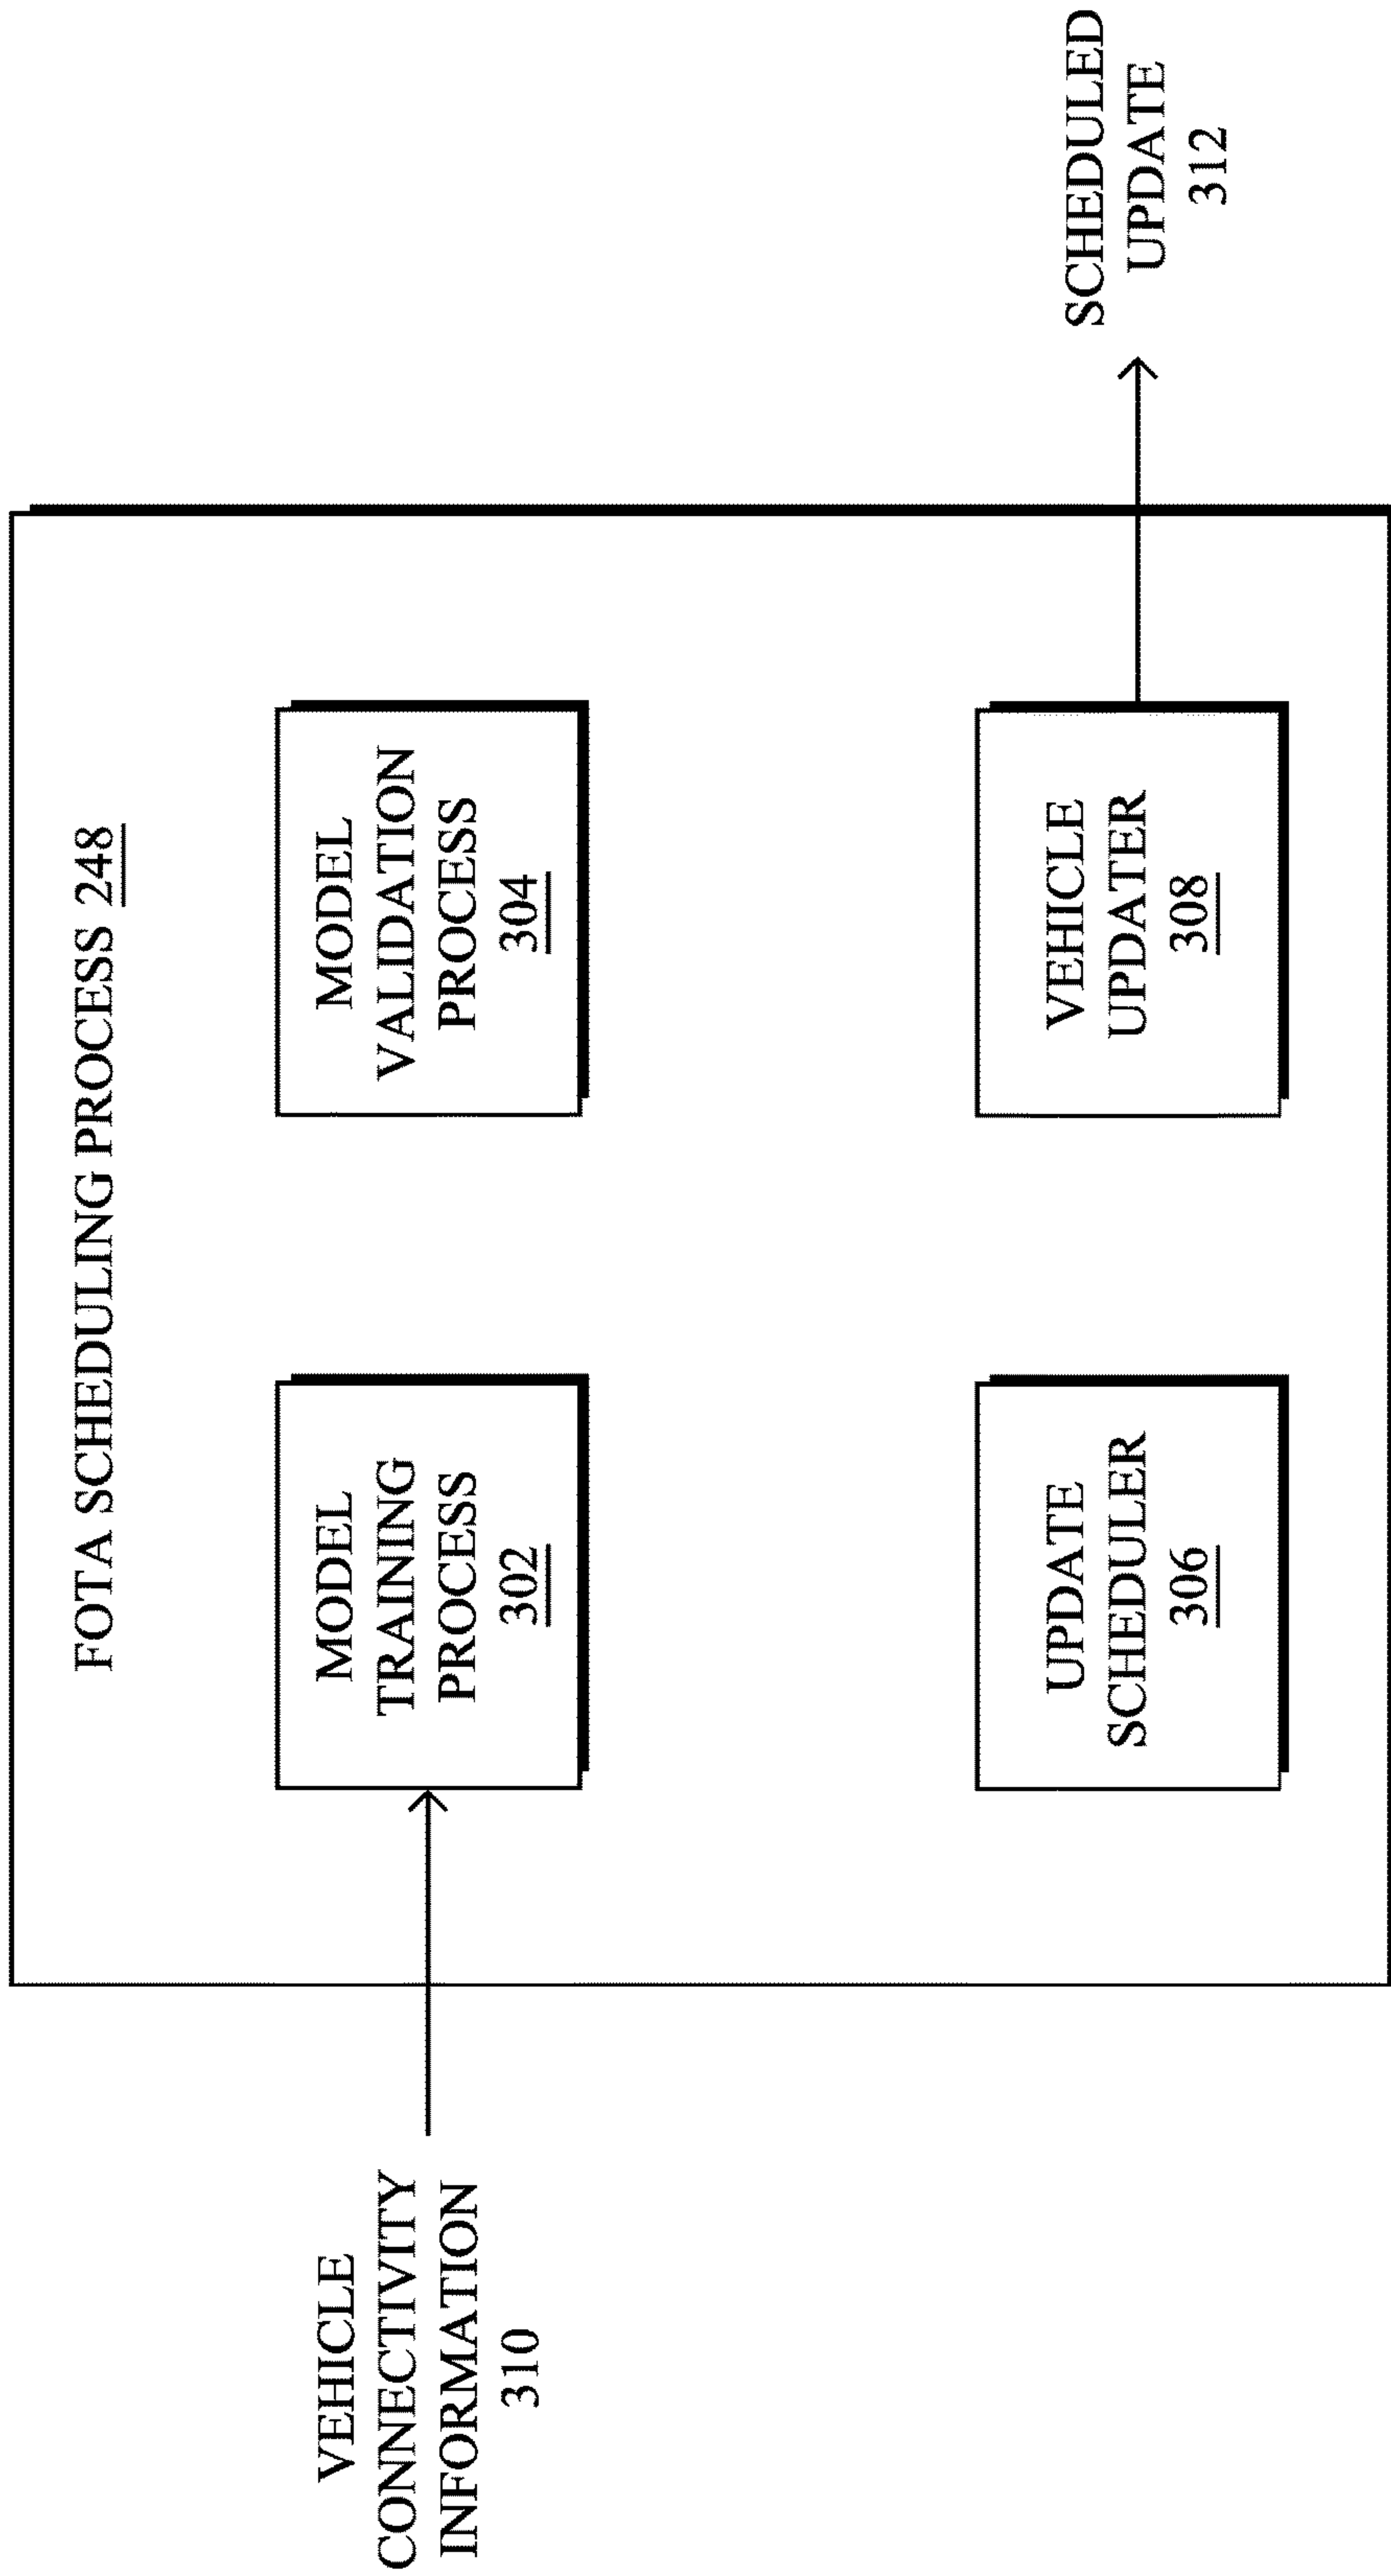 FOTA SCHEDULING PROCESS 248
VEHICLE
CONNECTIVITY
INFORMATION
310
MODEL
TRAINING
PROCESS
302
MODEL
VALIDATION
PROCESS
304
UPDATE
SCHEDULER
306
VEHICLE
UPDATER
308
SCHEDULED
UPDATE
312